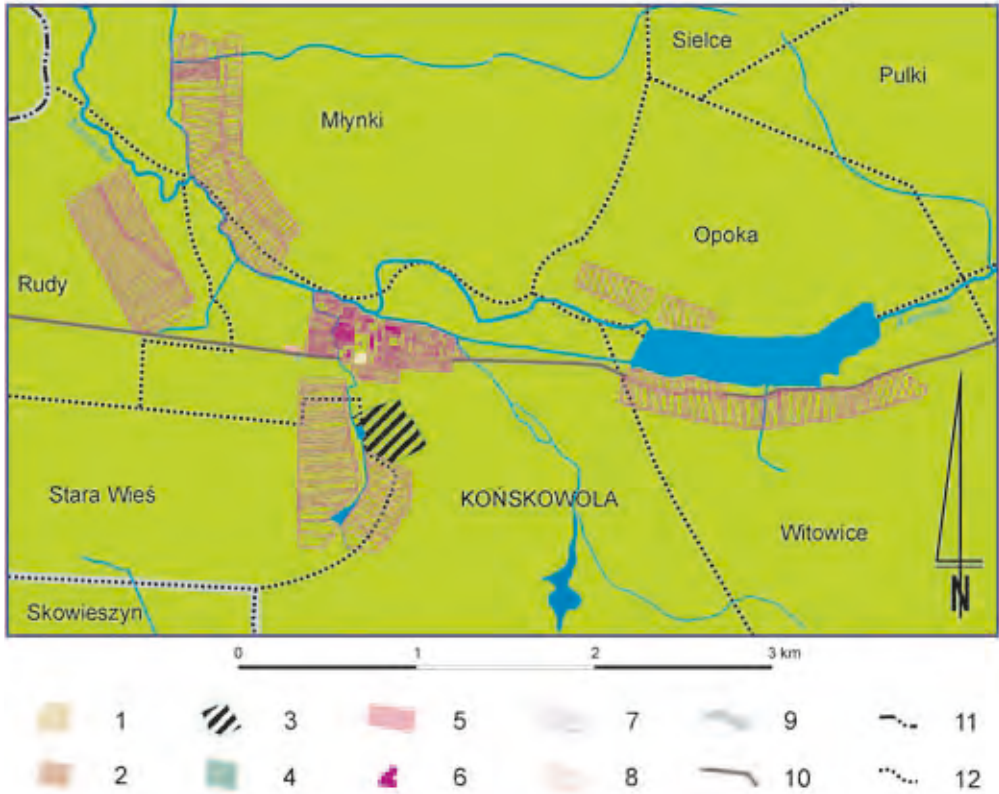 Sielce
Pulki
Młynki
Opoka
Rudy
Stara Wieś
KOŃSKOWOLA
Witowice
Skowieszyn
N
0 1 2 3 km
1 3 5 7 9 11
2 4 6 8 10 12